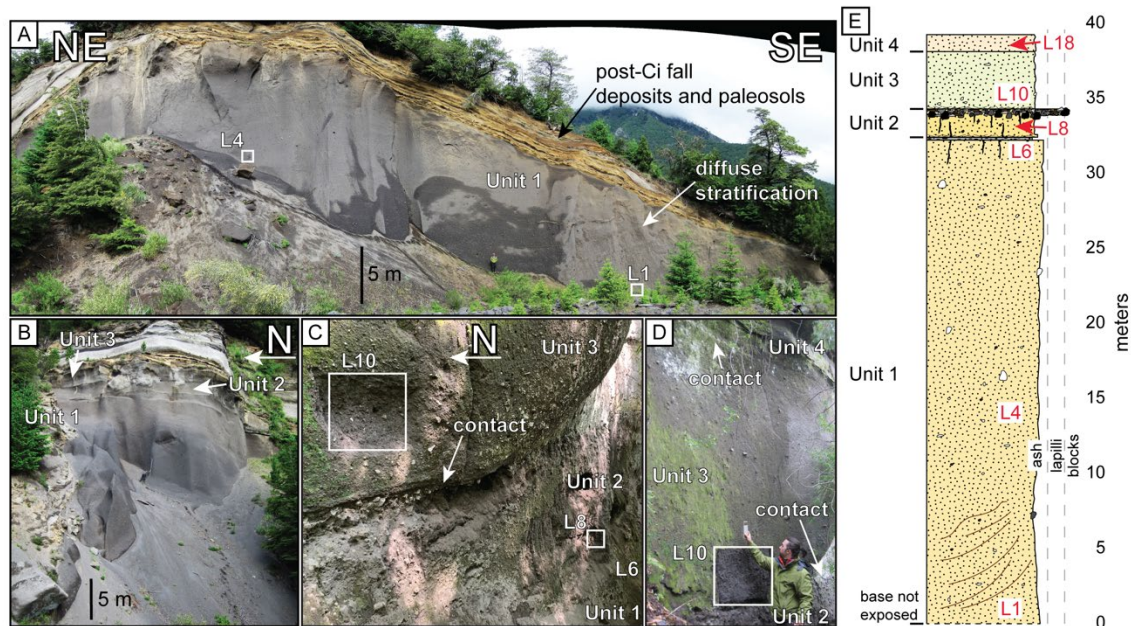 A
NE
SE
post-Ci fall
deposits and paleosols
L4
Unit 1
diffuse
stratification
5 m
L1
B
N
Unit 3
Unit 2
Unit 1
5 m
C
N
L10
Unit 3
contact
Unit 2
L8
L6
Unit 1
D
Unit 4
contact
Unit 3
contact
L10
Unit 2
E
40
Unit 4
L18
Unit 3
L10
35
Unit 2
L8
L6
30
25
20
Unit 1
15
L4
meters
ash
lapilli
blocks
10
5
base not
exposed
L1
0